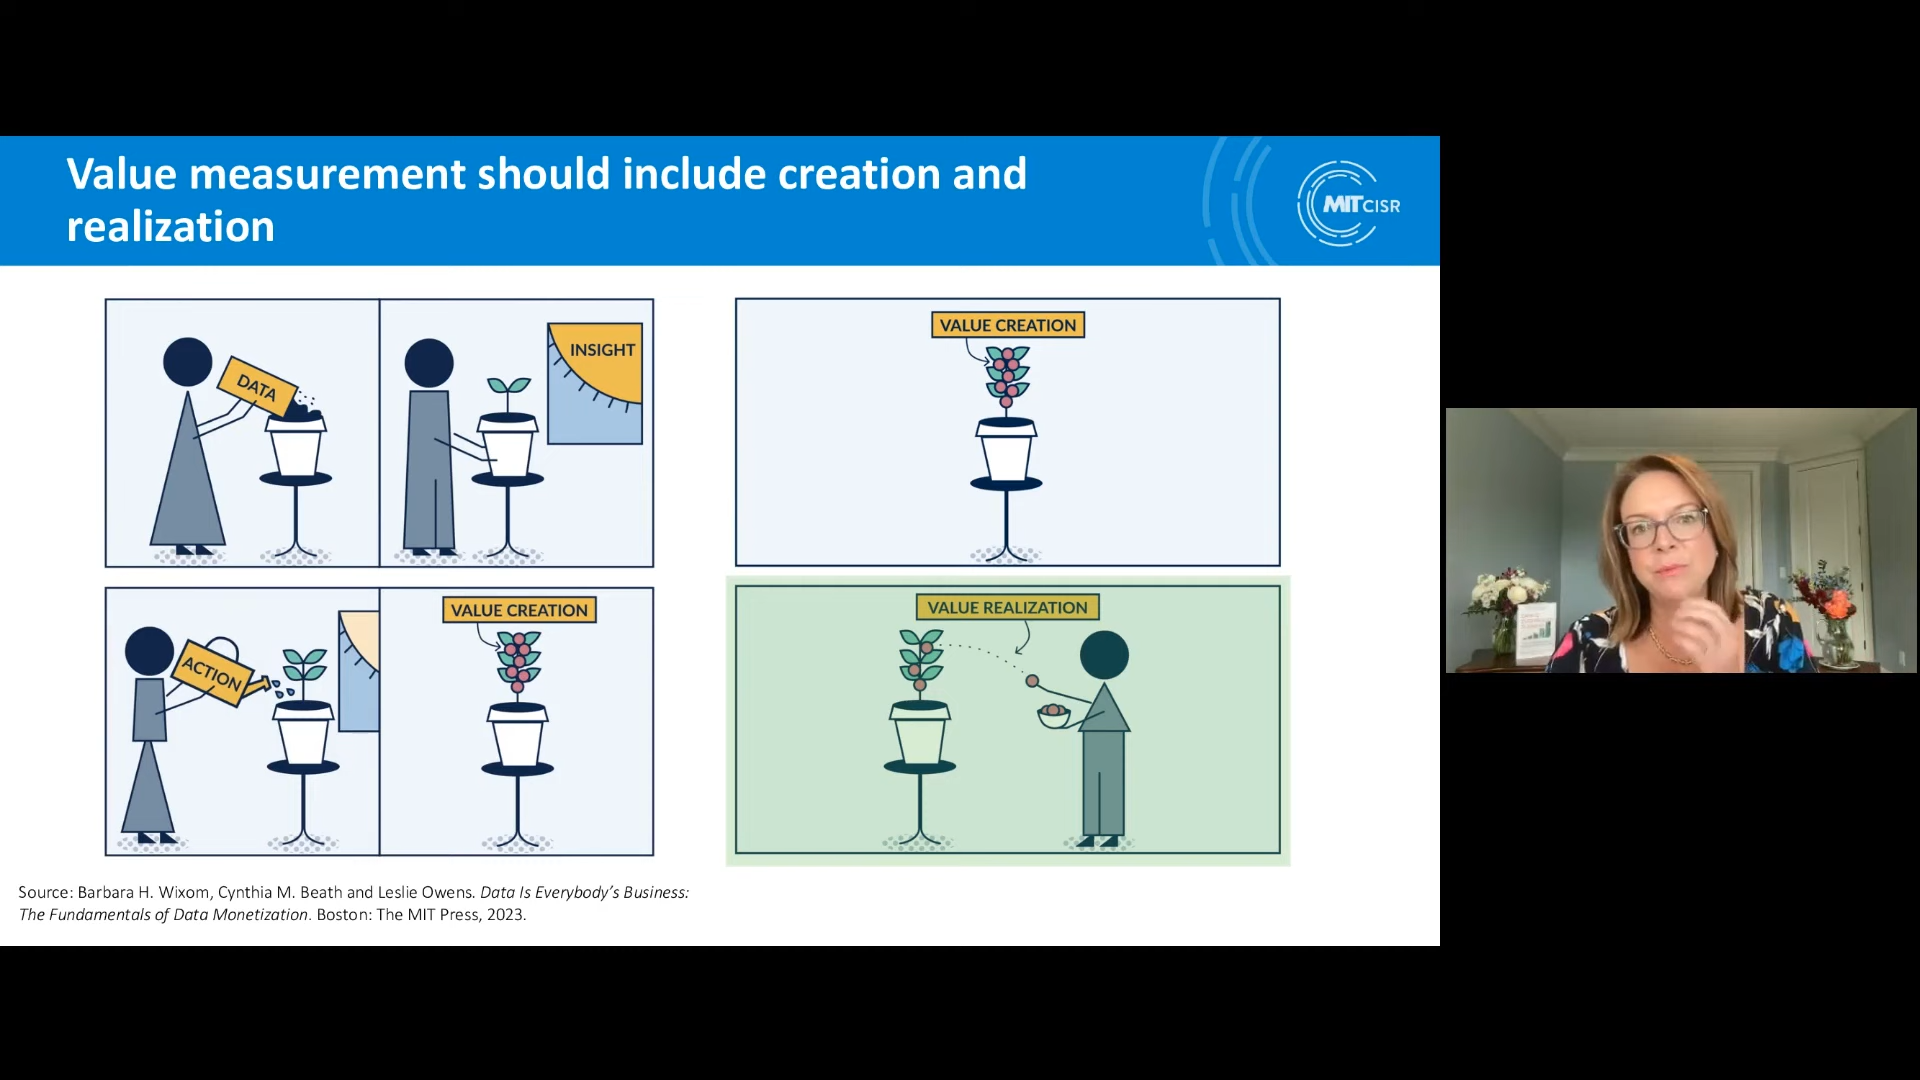 Value measurement should include creation and
realization
MIT CISR
DATA
INSIGHT
VALUE CREATION
ACTION
VALUE CREATION
VALUE REALIZATION
Source: Barbara H. Wixom, Cynthia M. Beath and Leslie Owens. Data Is Everybody's Business:
The Fundamentals of Data Monetization. Boston: The MIT Press, 2023.